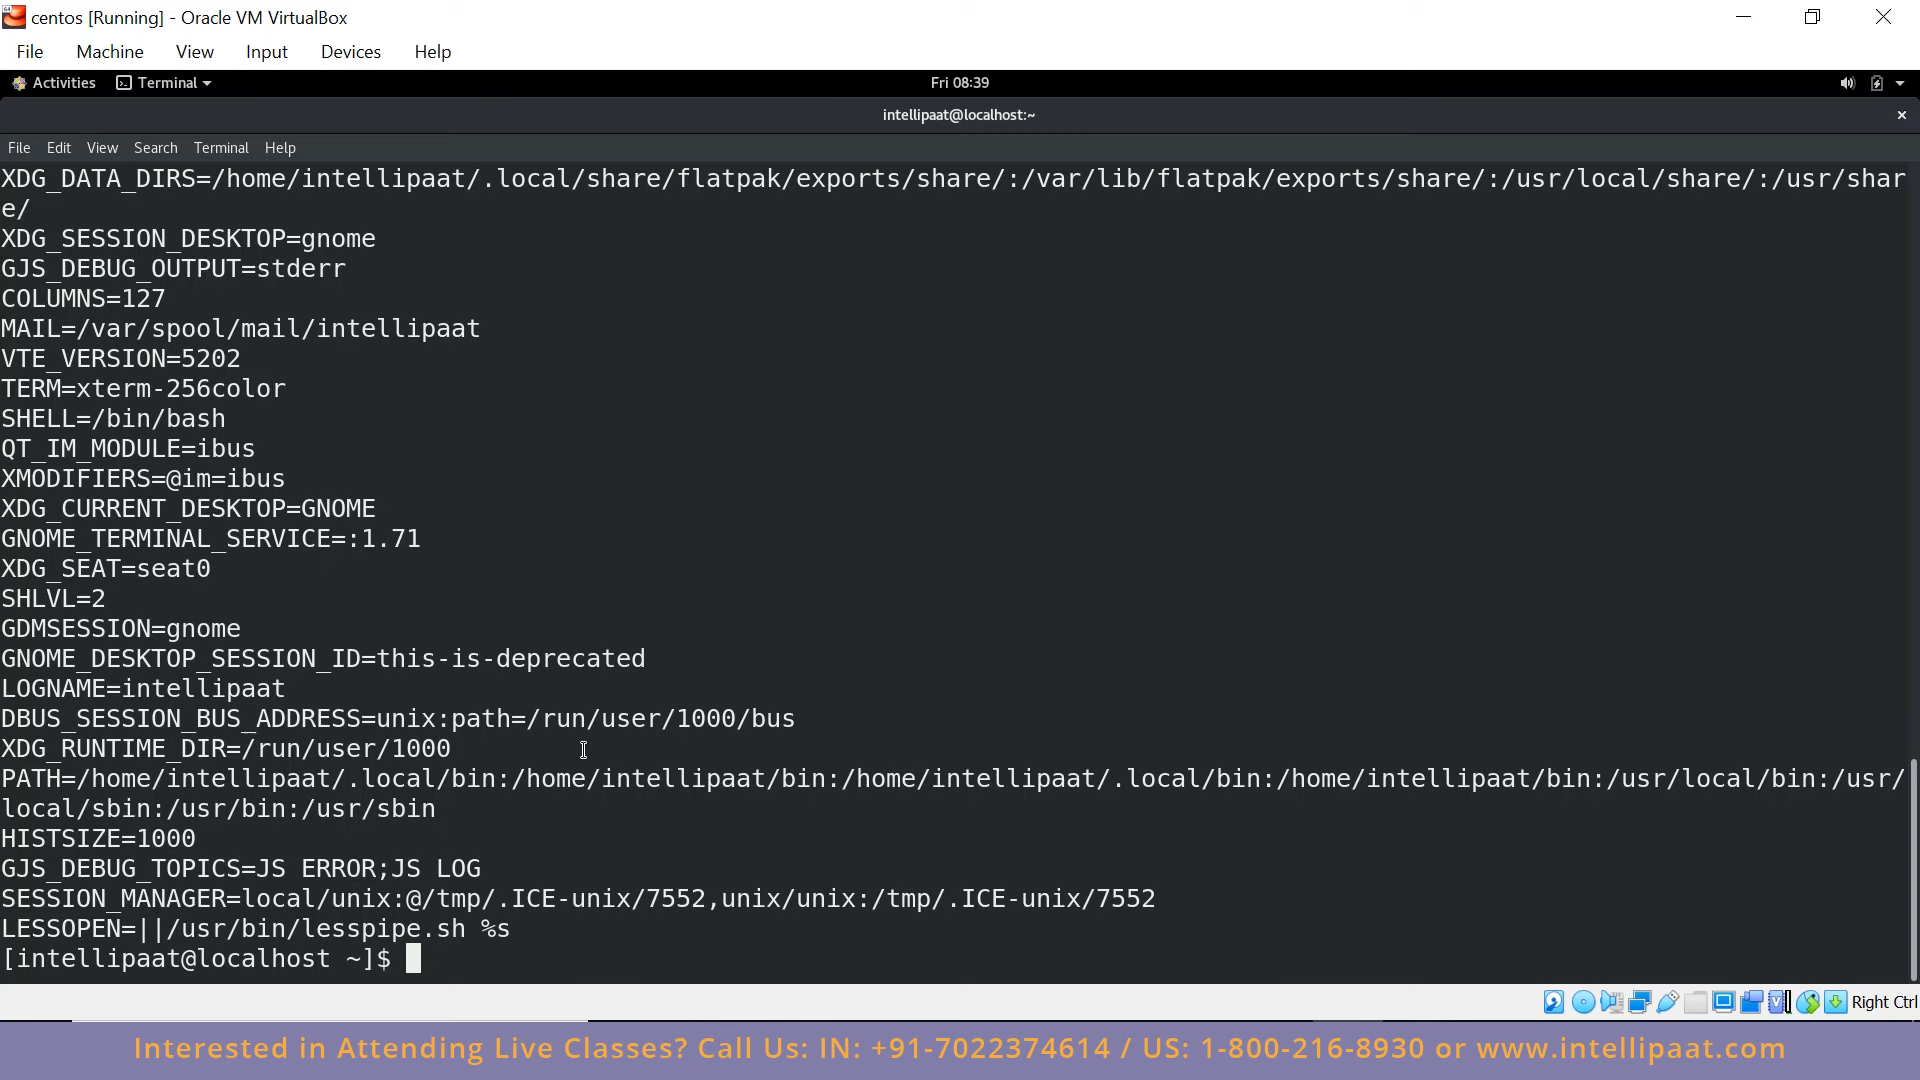 centos [Running] - Oracle VM VirtualBox
File Machine View Input Devices Help
Activities Terminal Fri 08:39
intellipaat@localhost:~
File Edit View Search Terminal Help
XDG_DATA_DIRS=/home/intellipaat/.local/share/flatpak/exports/share/:/var/lib/flatpak/exports/share/:/usr/local/share/:/usr/shar
e/
XDG_SESSION_DESKTOP=gnome
GJS_DEBUG_OUTPUT=stderr
COLUMNS=127
MAIL=/var/spool/mail/intellipaat
VTE_VERSION=5202
TERM=xterm-256color
SHELL=/bin/bash
QT_IM_MODULE=ibus
XMODIFIERS=@im=ibus
XDG_CURRENT_DESKTOP=GNOME
GNOME_TERMINAL_SERVICE=:1.71
XDG_SEAT=seat0
SHLVL=2
GDMSESSION=gnome
GNOME_DESKTOP_SESSION_ID=this-is-deprecated
LOGNAME=intellipaat
DBUS_SESSION_BUS_ADDRESS=unix:path=/run/user/1000/bus
XDG_RUNTIME_DIR=/run/user/1000
PATH=/home/intellipaat/.local/bin:/home/intellipaat/bin:/home/intellipaat/.local/bin:/home/intellipaat/bin:/usr/local/bin:/usr/
local/sbin:/usr/bin:/usr/sbin
HISTSIZE=1000
GJS_DEBUG_TOPICS=JS ERROR;JS LOG
SESSION_MANAGER=local/unix:@/tmp/.ICE-unix/7552,unix/unix:/tmp/.ICE-unix/7552
LESSOPEN=||/usr/bin/lesspipe.sh %s
[intellipaat@localhost ~]$
Right Ctrl
Interested in Attending Live Classes? Call Us: IN: +91-7022374614 / US: 1-800-216-8930 or www.intellipaat.com